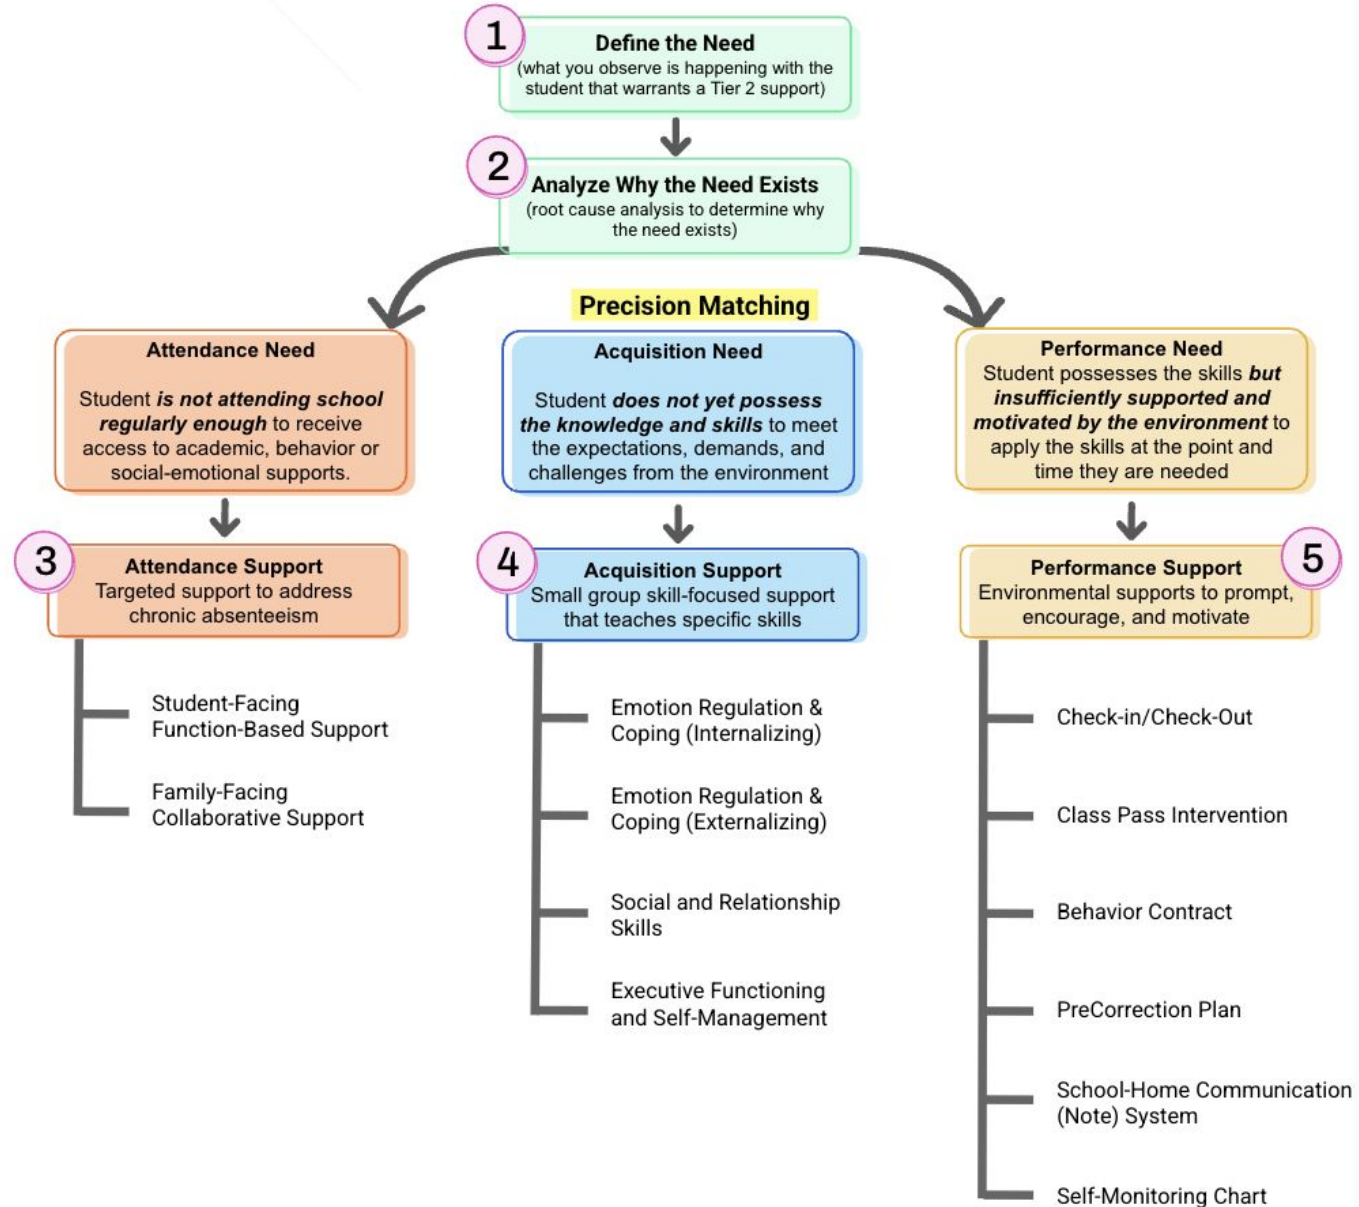 1
Define the Need
(what you observe is happening with the
student that warrants a Tier 2 support)
2
Analyze Why the Need Exists
(root cause analysis to determine why
the need exists)
Precision Matching
Attendance Need
Student is not attending school
regularly enough to receive
access to academic, behavior or
social-emotional supports.
Acquisition Need
Student does not yet possess
the knowledge and skills to meet
the expectations, demands, and
challenges from the environment
Performance Need
Student possesses the skills but
insufficiently supported and
motivated by the environment to
apply the skills at the point and
time they are needed
3
Attendance Support
Targeted support to address
chronic absenteeism
Student-Facing
Function-Based Support
Family-Facing
Collaborative Support
4
Acquisition Support
Small group skill-focused support
that teaches specific skills
Emotion Regulation &
Coping (Internalizing)
Emotion Regulation &
Coping (Externalizing)
Social and Relationship
Skills
Executive Functioning
and Self-Management
5
Performance Support
Environmental supports to prompt,
encourage, and motivate
Check-in/Check-Out
Class Pass Intervention
Behavior Contract
PreCorrection Plan
School-Home Communication
(Note) System
Self-Monitoring Chart